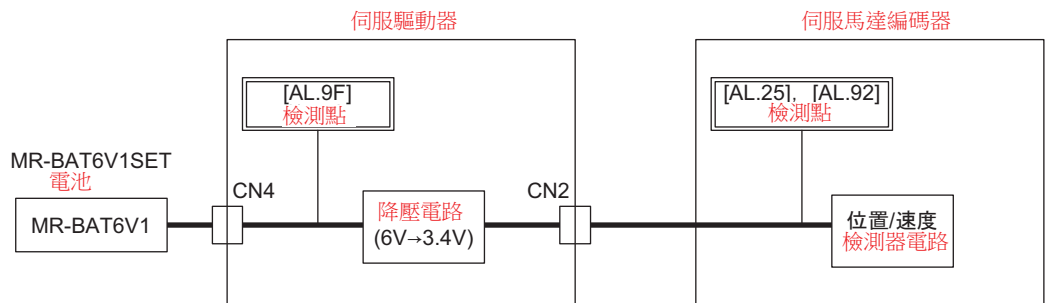 伺服驅動器
伺服馬達編碼器
[AL.9F]
檢測點
[AL.25], [AL.92]
檢測點
MR-BAT6V1SET
電池
MR-BAT6V1
CN4
降壓電路
(6V→3.4V)
CN2
位置/速度
檢測器電路